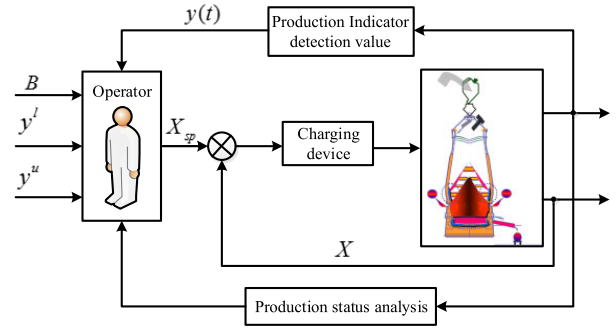 y(t)
Production Indicator
detection value
B
y^l
y^u
Operator
X_sp
Charging
device
X
Production status analysis